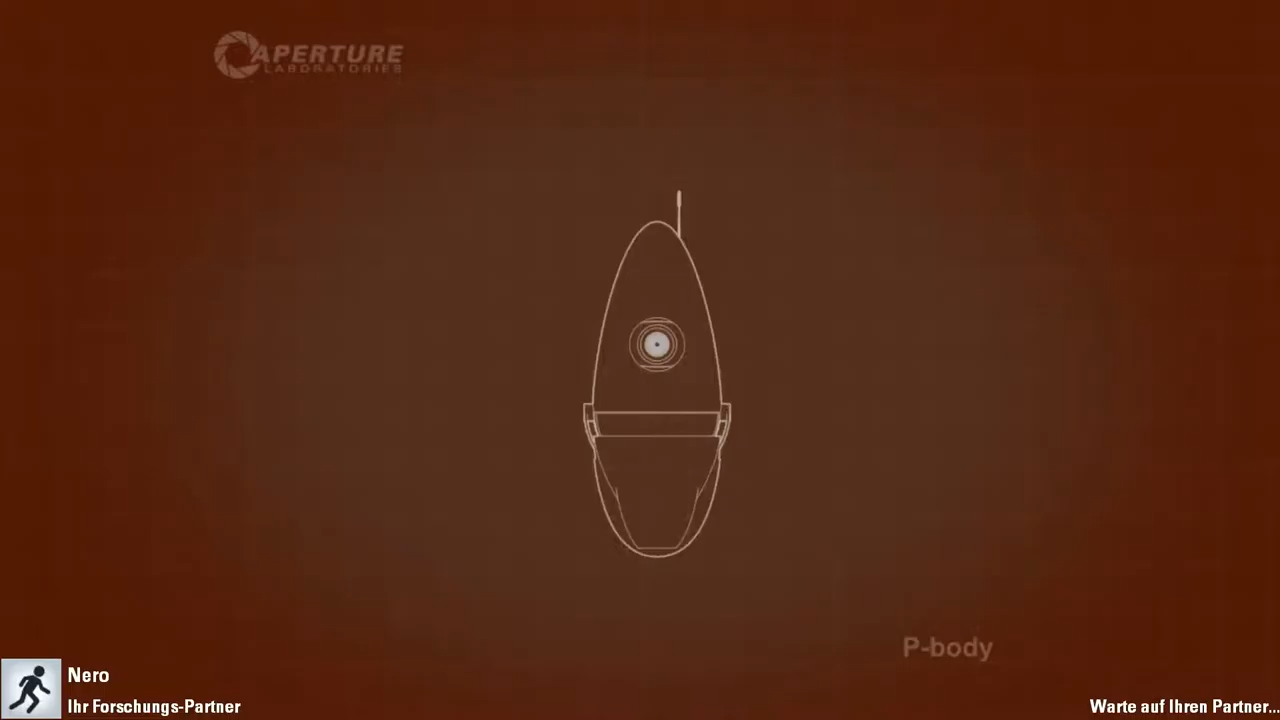 APERTURE
LABORATORIES
P-body
Nero
Ihr Forschungs-Partner
Warte auf Ihren Partner...